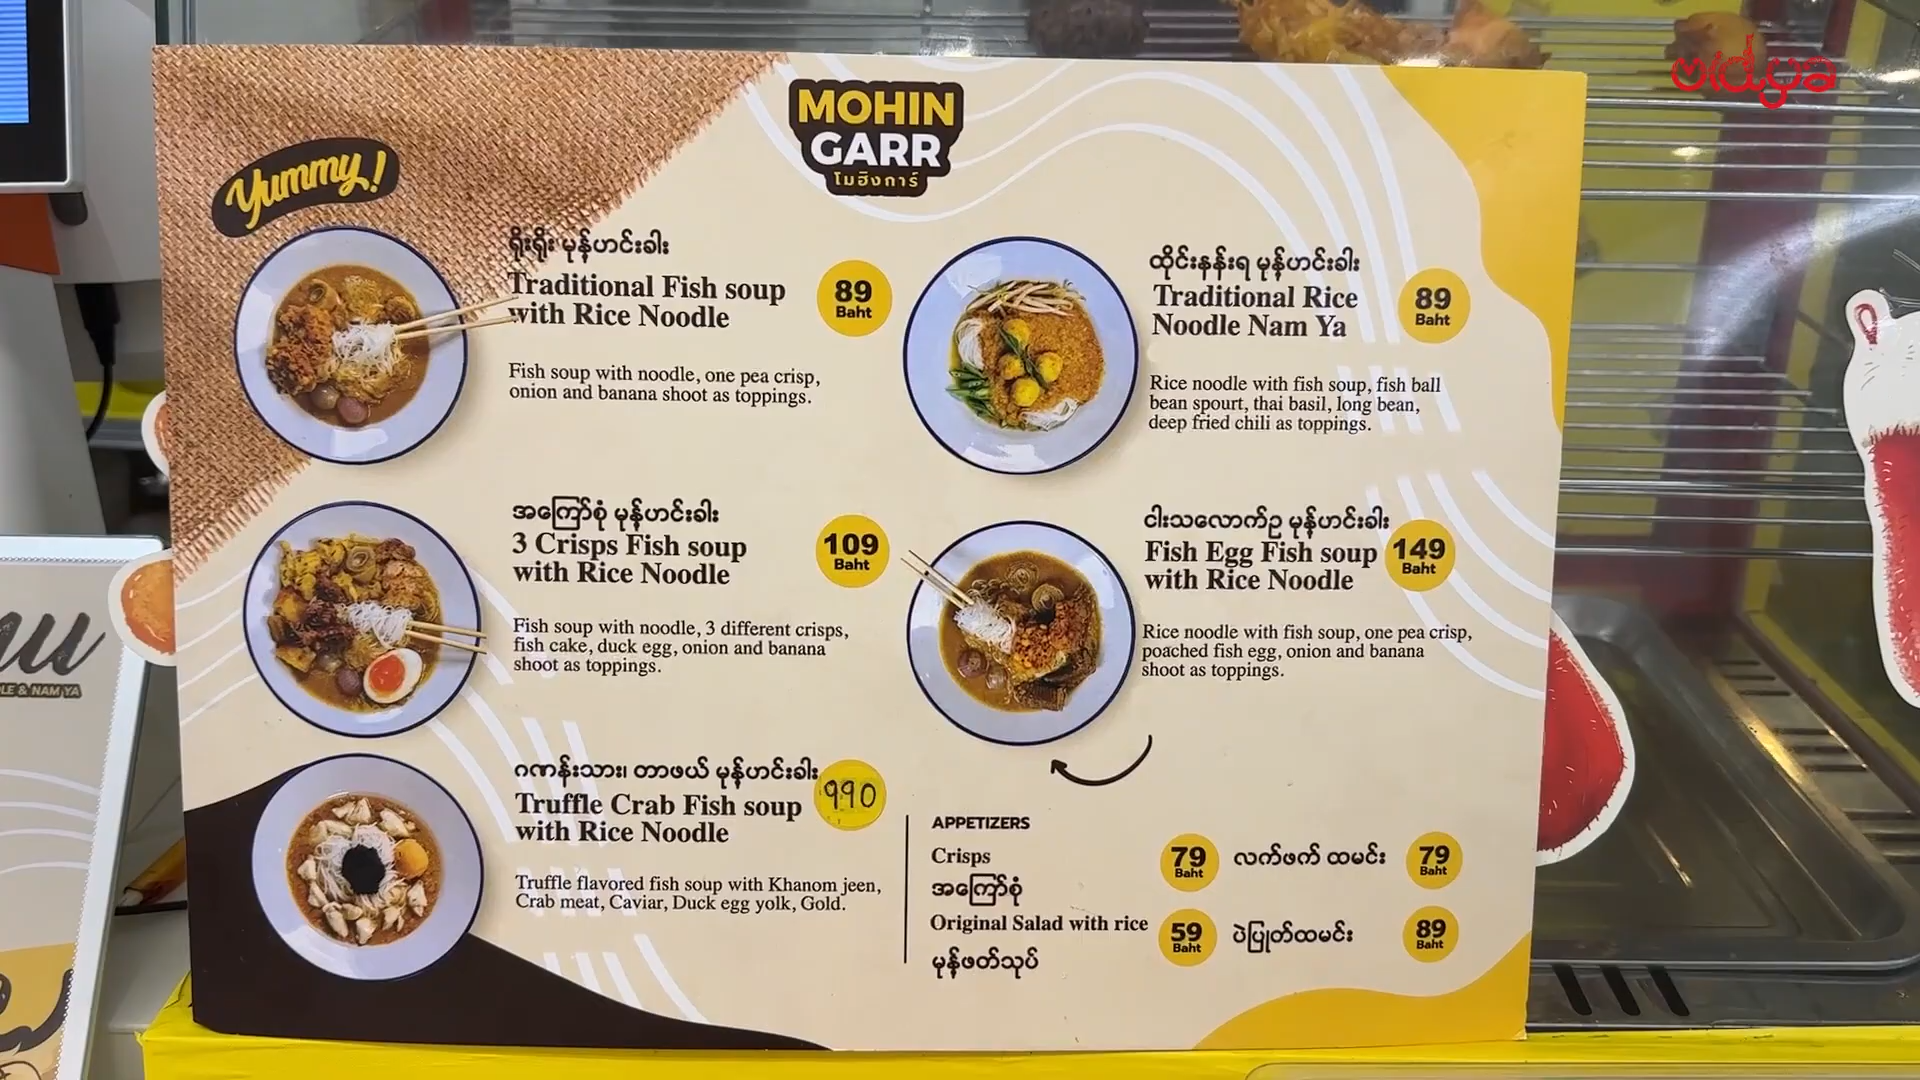 vidya
MOHIN
GARR
โมฮิงการ์
Yummy!
ရိုးရိုး မုန့်ဟင်းခါး
Traditional Fish soup
with Rice Noodle
89
Baht
Fish soup with noodle, one pea crisp,
onion and banana shoot as toppings.
ထိုင်းနန်းရ မုန့်ဟင်းခါး
Traditional Rice
Noodle Nam Ya
89
Baht
Rice noodle with fish soup, fish ball
bean spourt, thai basil, long bean,
deep fried chili as toppings.
အကြော်စုံ မုန့်ဟင်းခါး
3 Crisps Fish soup
with Rice Noodle
109
Baht
Fish soup with noodle, 3 different crisps,
fish cake, duck egg, onion and banana
shoot as toppings.
ငါးသလောက်ဥ မုန့်ဟင်းခါး
Fish Egg Fish soup
with Rice Noodle
149
Baht
Rice noodle with fish soup, one pea crisp,
poached fish egg, onion and banana
shoot as toppings.
ဂဏန်းသား၊ တာဖယ် မုန့်ဟင်းခါး
Truffle Crab Fish soup
with Rice Noodle
990
Truffle flavored fish soup with Khanom jeen,
Crab meat, Caviar, Duck egg yolk, Gold.
APPETIZERS
Crisps
အကြော်စုံ
79
Baht
Original Salad with rice
မုန့်ဖတ်သုပ်
59
Baht
လက်ဖက် ထမင်း
79
Baht
ပဲပြုတ်ထမင်း
89
Baht
& NAM YA